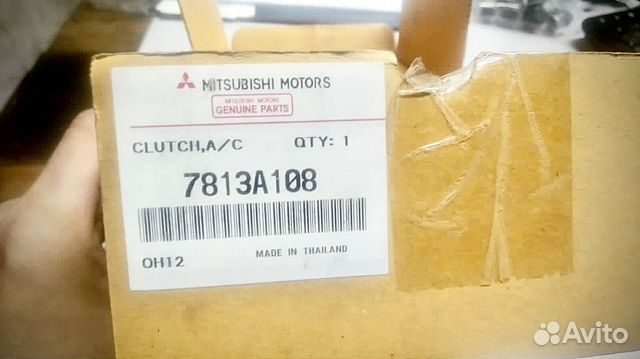 MITSUBISHI MOTORS
MITSUBISHI MOTORS
GENUINE PARTS
CLUTCH,A/C QTY: 1
7813A108
OH12 MADE IN THAILAND
Avito